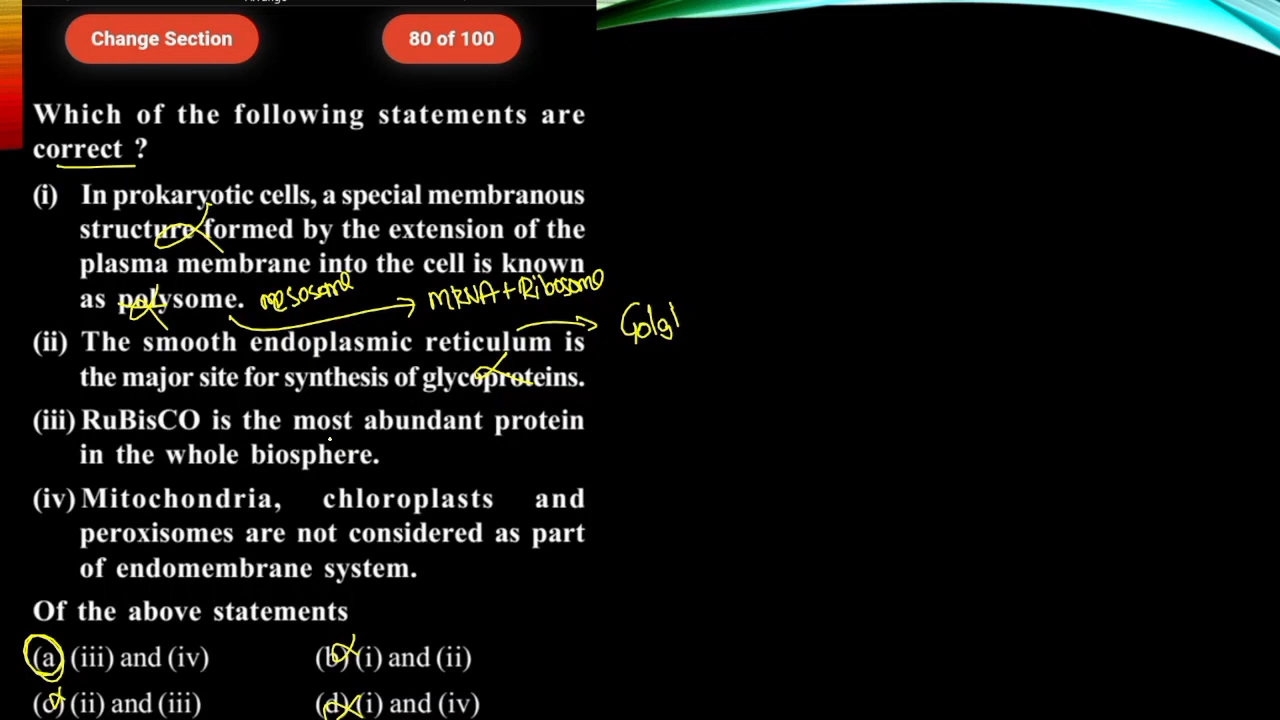 Change Section 80 of 100
Which of the following statements are
correct ?
(i) In prokaryotic cells, a special membranous
structure formed by the extension of the
plasma membrane into the cell is known
as polysome. mesosome mRNA+Ribosome
(ii) The smooth endoplasmic reticulum is Golgi
the major site for synthesis of glycoproteins.
(iii) RuBisCO is the most abundant protein
in the whole biosphere.
(iv) Mitochondria, chloroplasts and
peroxisomes are not considered as part
of endomembrane system.
Of the above statements
(a) (iii) and (iv) (b) (i) and (ii)
(c) (ii) and (iii) (d) (i) and (iv)